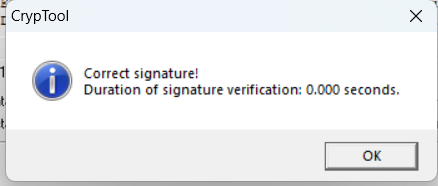 CrypTool
Correct signature!
Duration of signature verification: 0.000 seconds.
OK